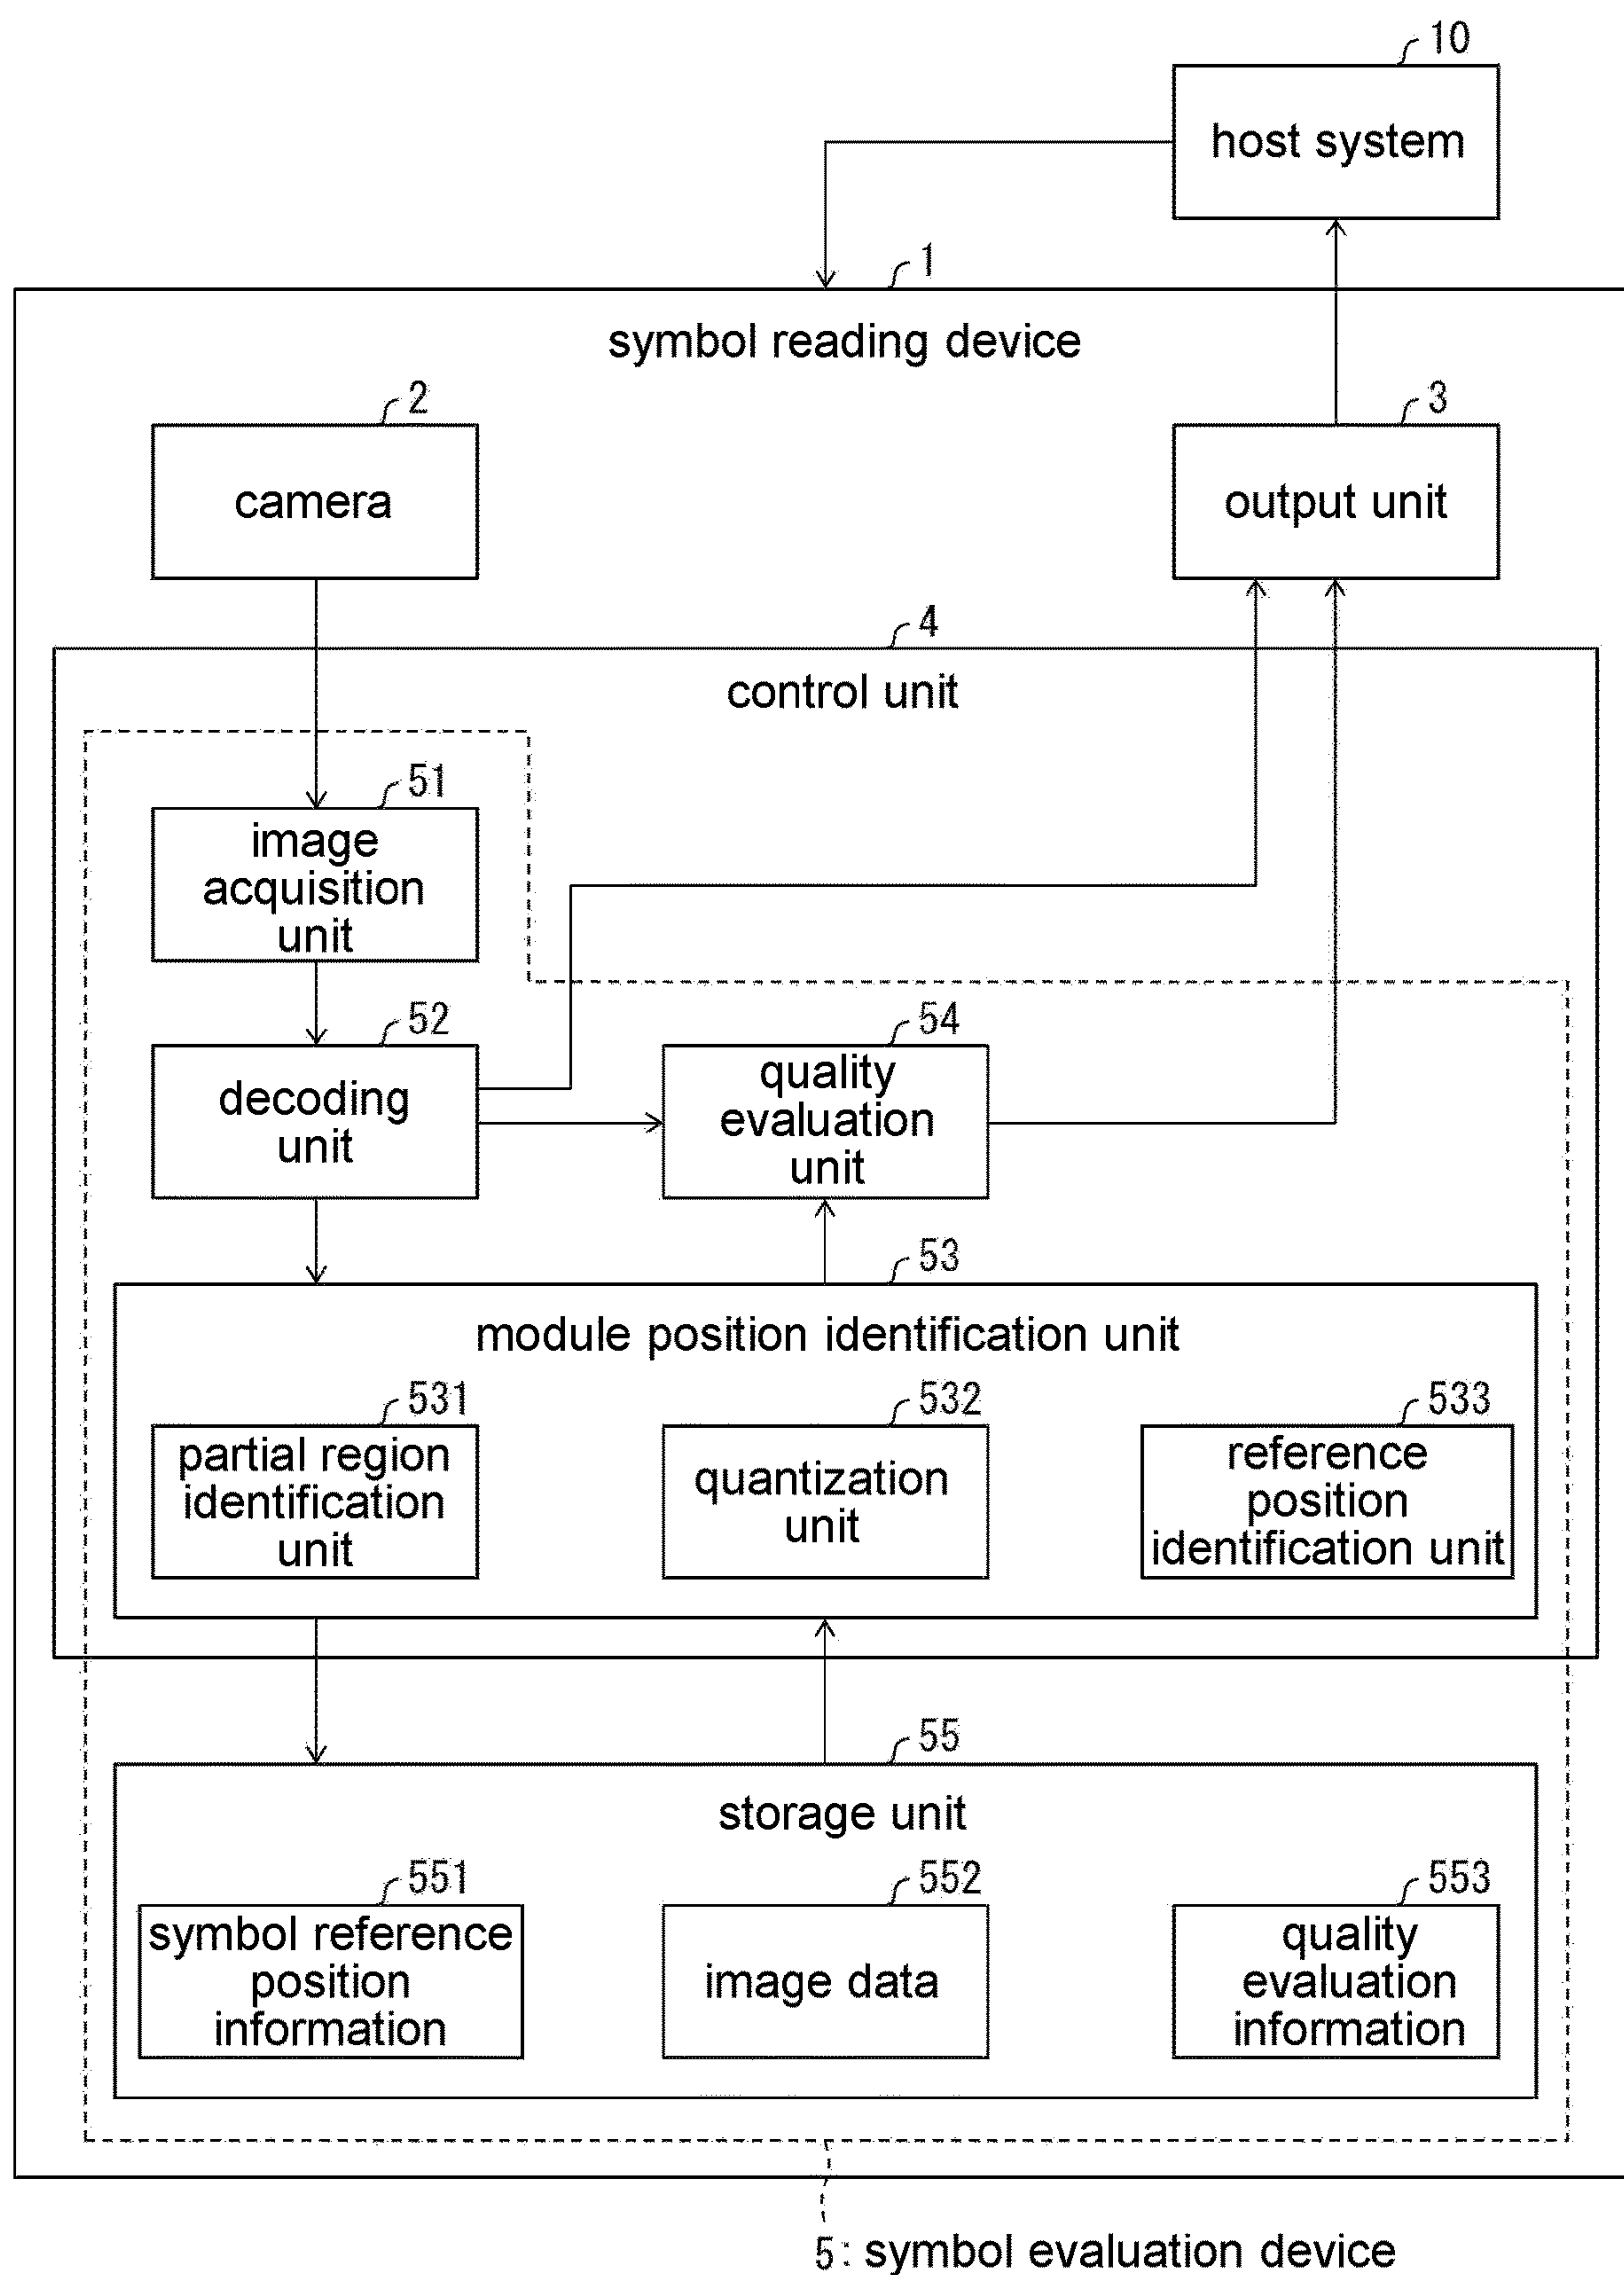 10
host system
1
symbol reading device
2
camera
3
output unit
4
control unit
51
image
acquisition
unit
52
decoding
unit
54
quality
evaluation
unit
53
module position identification unit
531
partial region
identification
unit
532
quantization
unit
533
reference
position
identification unit
55
storage unit
551
symbol reference
position
information
552
image data
553
quality
evaluation
information
5: symbol evaluation device